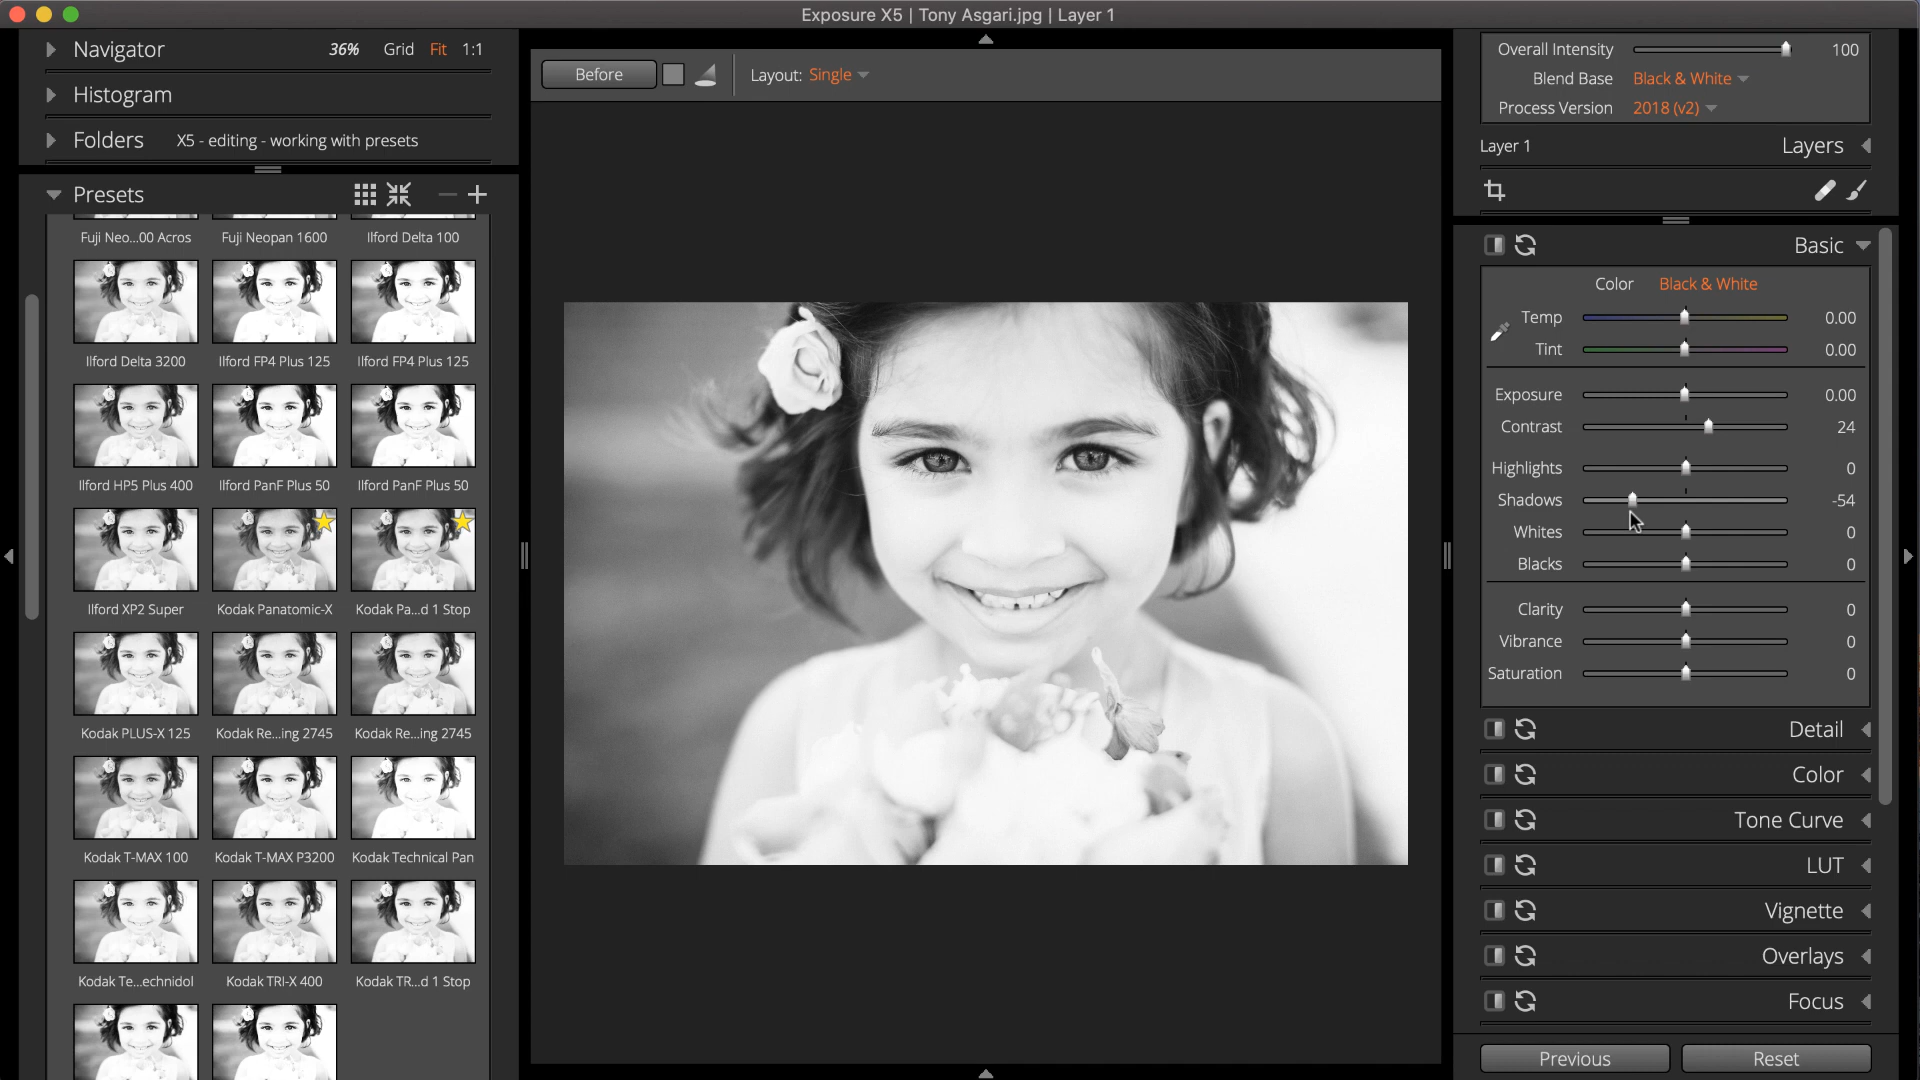 Exposure X5 | Tony Asgari.jpg | Layer 1
Navigator 36% Grid Fit 1:1
Histogram
Folders X5 - editing - working with presets
Presets
Fuji Neo...00 Acros Fuji Neopan 1600 Ilford Delta 100
Ilford Delta 3200 Ilford FP4 Plus 125 Ilford FP4 Plus 125
Ilford HP5 Plus 400 Ilford PanF Plus 50 Ilford PanF Plus 50
Ilford XP2 Super Kodak Panatomic-X Kodak Pa...d 1 Stop
Kodak PLUS-X 125 Kodak Re...ing 2745 Kodak Re...ing 2745
Kodak T-MAX 100 Kodak T-MAX P3200 Kodak Technical Pan
Kodak Te...echnidol Kodak TRI-X 400 Kodak TR...d 1 Stop
Before Layout: Single
Overall Intensity 100
Blend Base Black & White
Process Version 2018 (v2)
Layer 1 Layers
Basic
Color Black & White
Temp 0.00
Tint 0.00
Exposure 0.00
Contrast 24
Highlights 0
Shadows -54
Whites 0
Blacks 0
Clarity 0
Vibrance 0
Saturation 0
Detail
Color
Tone Curve
LUT
Vignette
Overlays
Focus
Previous Reset